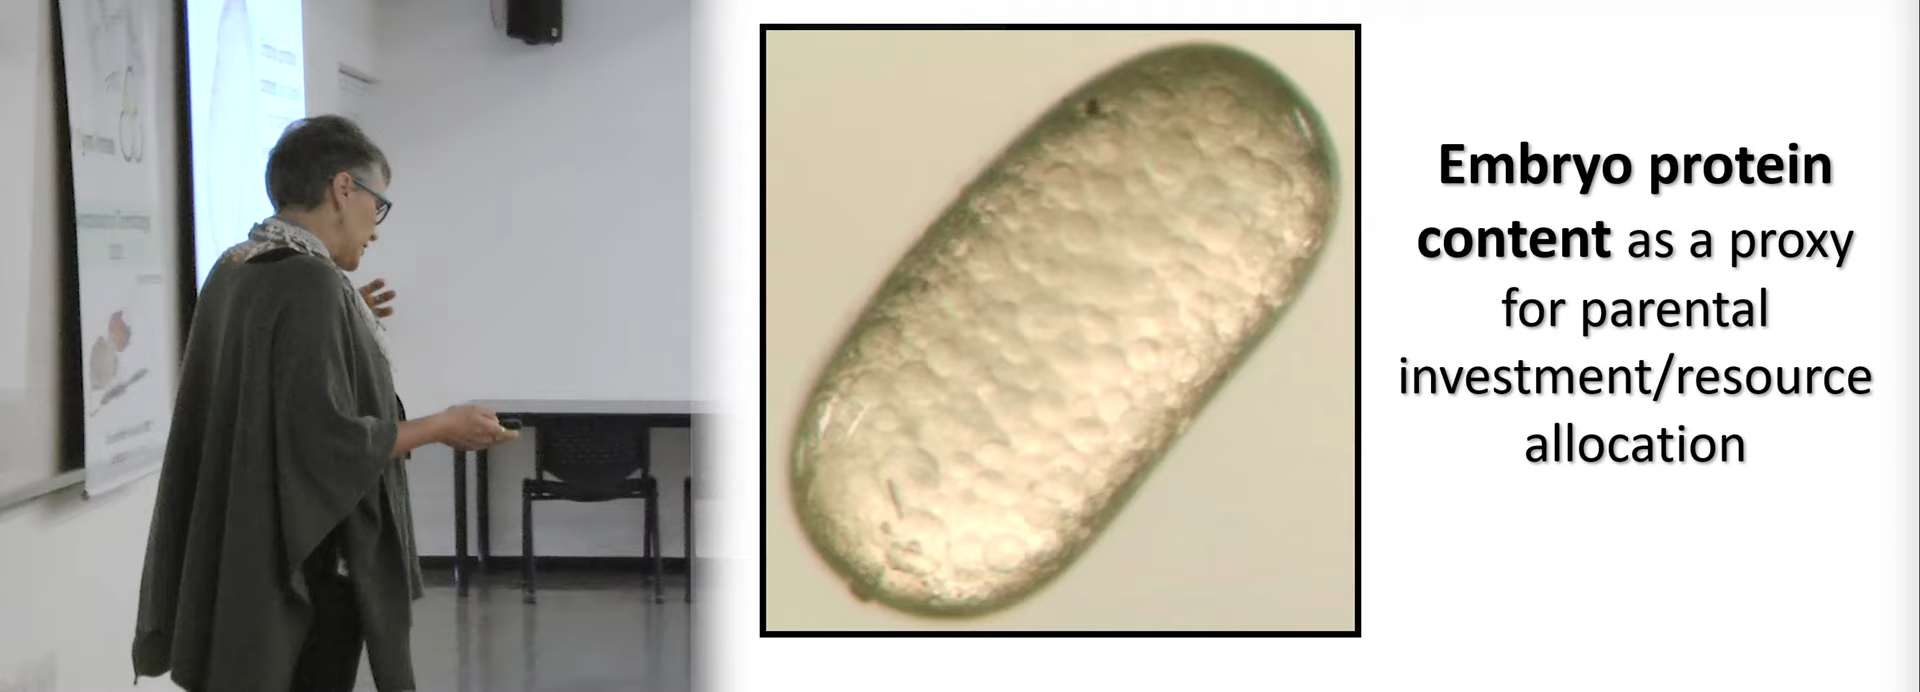 Embryo protein
content as a proxy
for parental
investment/resource
allocation